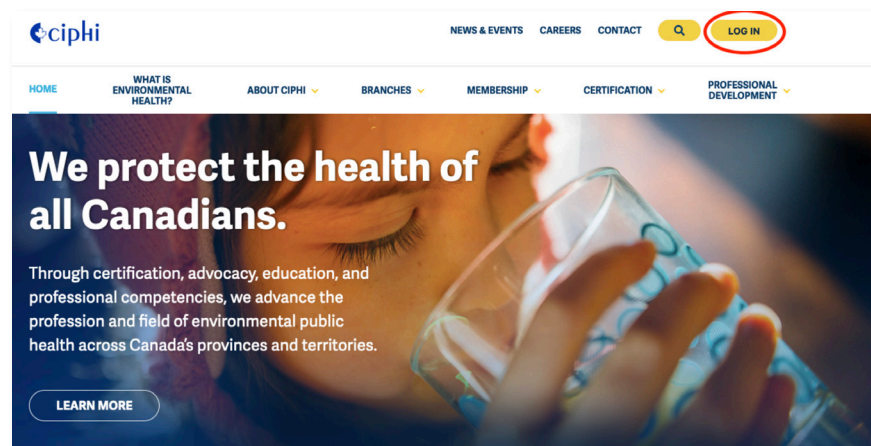 ciphi
NEWS & EVENTS CAREERS CONTACT LOG IN
HOME
WHAT IS
ENVIRONMENTAL
HEALTH?
ABOUT CIPHI
BRANCHES
MEMBERSHIP
CERTIFICATION
PROFESSIONAL
DEVELOPMENT
We protect the health of
all Canadians.
Through certification, advocacy, education, and
professional competencies, we advance the
profession and field of environmental public
health across Canada's provinces and territories.
LEARN MORE